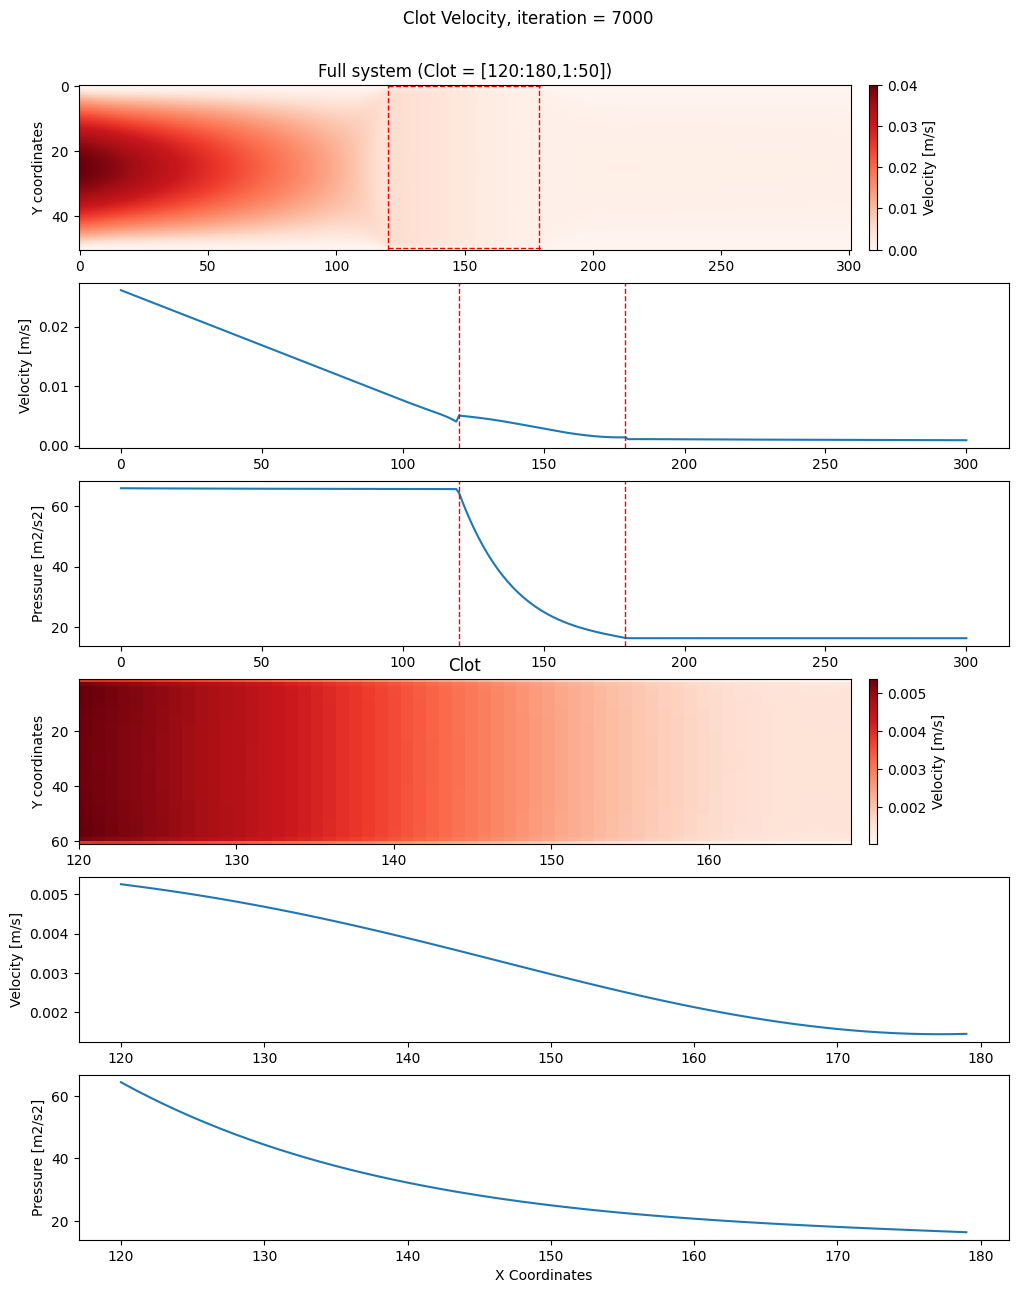 Clot Velocity, iteration = 7000
Full system (Clot = [120:180,1:50])
Y coordinates
0
20
40
0 50 100 150 200 250 300
0.04
0.03
0.02
0.01
0.00
Velocity [m/s]
Velocity [m/s]
0.02
0.01
0.00
0 50 100 150 200 250 300
Pressure [m2/s2]
60
40
20
0 50 100 150 200 250 300
Clot
Y coordinates
20
40
60
120 130 140 150 160
0.005
0.004
0.003
0.002
Velocity [m/s]
Velocity [m/s]
0.005
0.004
0.003
0.002
120 130 140 150 160 170 180
Pressure [m2/s2]
60
40
20
120 130 140 150 160 170 180
X Coordinates